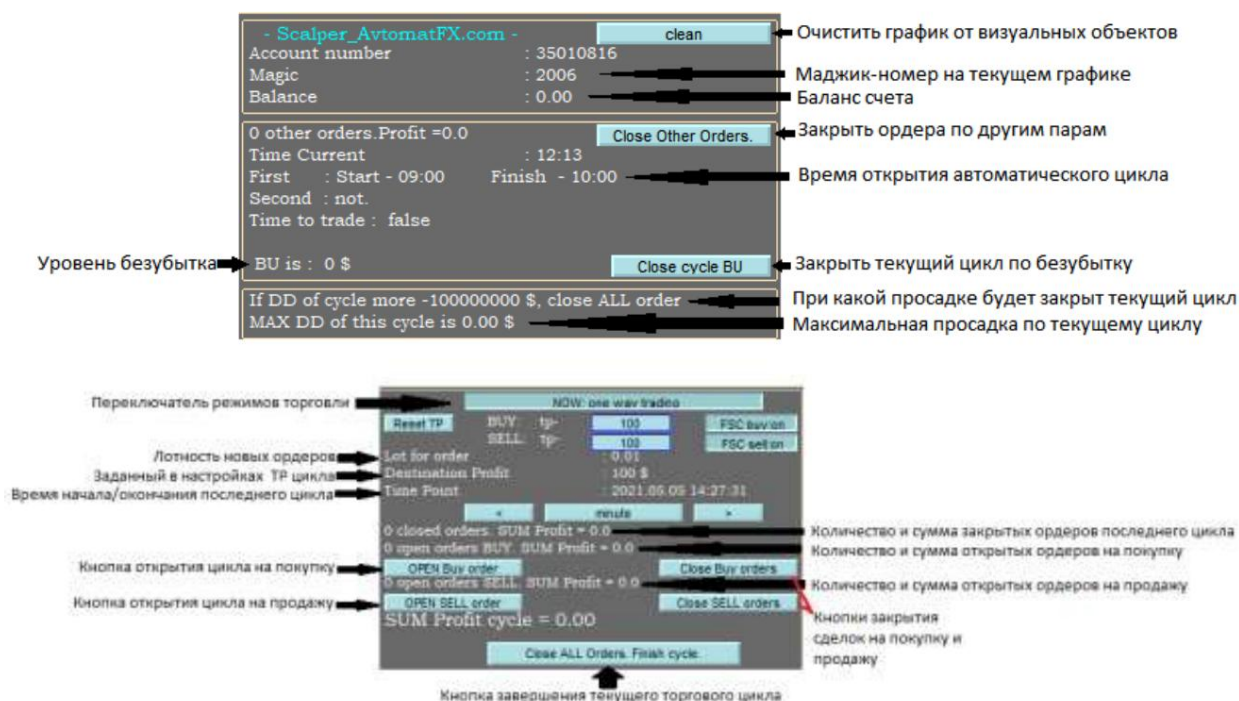 - Scalper_AvtomatFX.com -
clean
Очистить график от визуальных объектов
Account number : 35010816
Magic : 2006
Маджик-номер на текущем графике
Balance : 0.00
Баланс счета
0 other orders.Profit =0.0
Close Other Orders.
Закрыть ордера по другим парам
Time Current : 12:13
First : Start - 09:00 Finish - 10:00
Время открытия автоматического цикла
Second : not.
Time to trade : false
Уровень безубытка
BU is : 0 $
Close cycle BU
Закрыть текущий цикл по безубытку
If DD of cycle more -100000000 $, close ALL order
При какой просадке будет закрыт текущий цикл
MAX DD of this cycle is 0.00 $
Максимальная просадка по текущему циклу
Переключатель режимов торговли
NOW: one way trading
Reset TP
BUY: tp- 100
FSC buy on
SELL: tp- 100
FSC sell on
Лотность новых ордеров
Lot for order : 0.01
Заданный в настройках TP цикла
Destination Profit : 100 $
Время начала/окончания последнего цикла
Time Point : 2021.05.05 14:27:31
< minute >
0 closed orders. SUM Profit = 0.0
Количество и сумма закрытых ордеров последнего цикла
0 open orders BUY. SUM Profit = 0.0
Количество и сумма открытых ордеров на покупку
Кнопка открытия цикла на покупку
OPEN Buy order
Close Buy orders
0 open orders SELL. SUM Profit = 0.0
Количество и сумма открытых ордеров на продажу
Кнопка открытия цикла на продажу
OPEN SELL order
Close SELL orders
SUM Profit cycle = 0.00
Кнопки закрытия
сделок на покупку и
продажу
Close ALL Orders. Finish cycle.
Кнопка завершения текущего торгового цикла